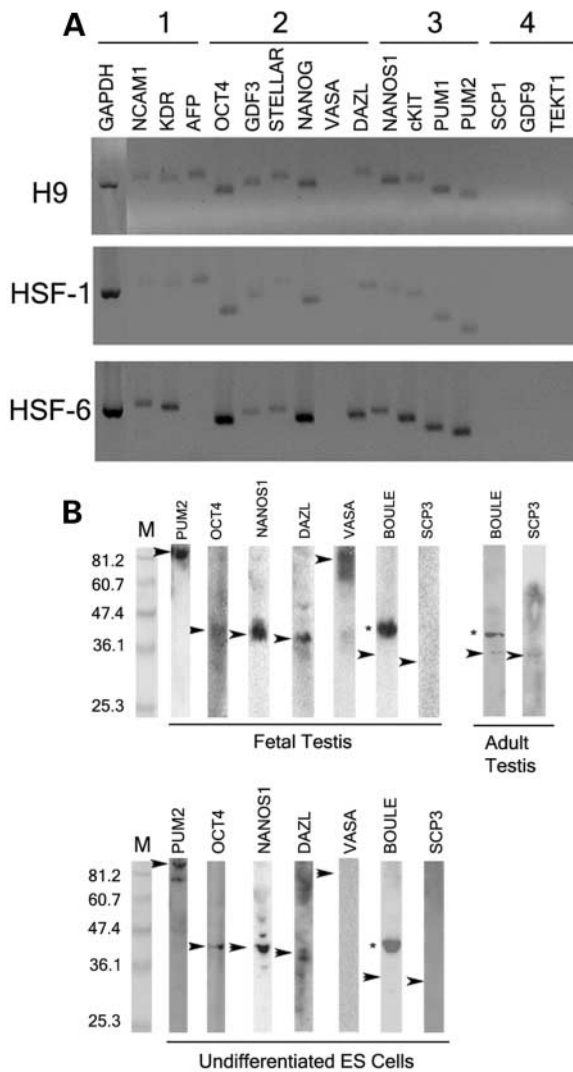 A
1 2 3 4
GAPDH NCAM1 KDR AFP OCT4 GDF3 STELLAR NANOG VASA DAZL NANOS1 cKIT PUM1 PUM2 SCP1 GDF9 TEKT1
H9
HSF-1
HSF-6
B
M PUM2 OCT4 NANOS1 DAZL VASA BOULE SCP3 BOULE SCP3
81.2
60.7
47.4
* *
36.1
25.3
Fetal Testis
Adult
Testis
M PUM2 OCT4 NANOS1 DAZL VASA BOULE SCP3
81.2
60.7
47.4
*
36.1
25.3
Undifferentiated ES Cells